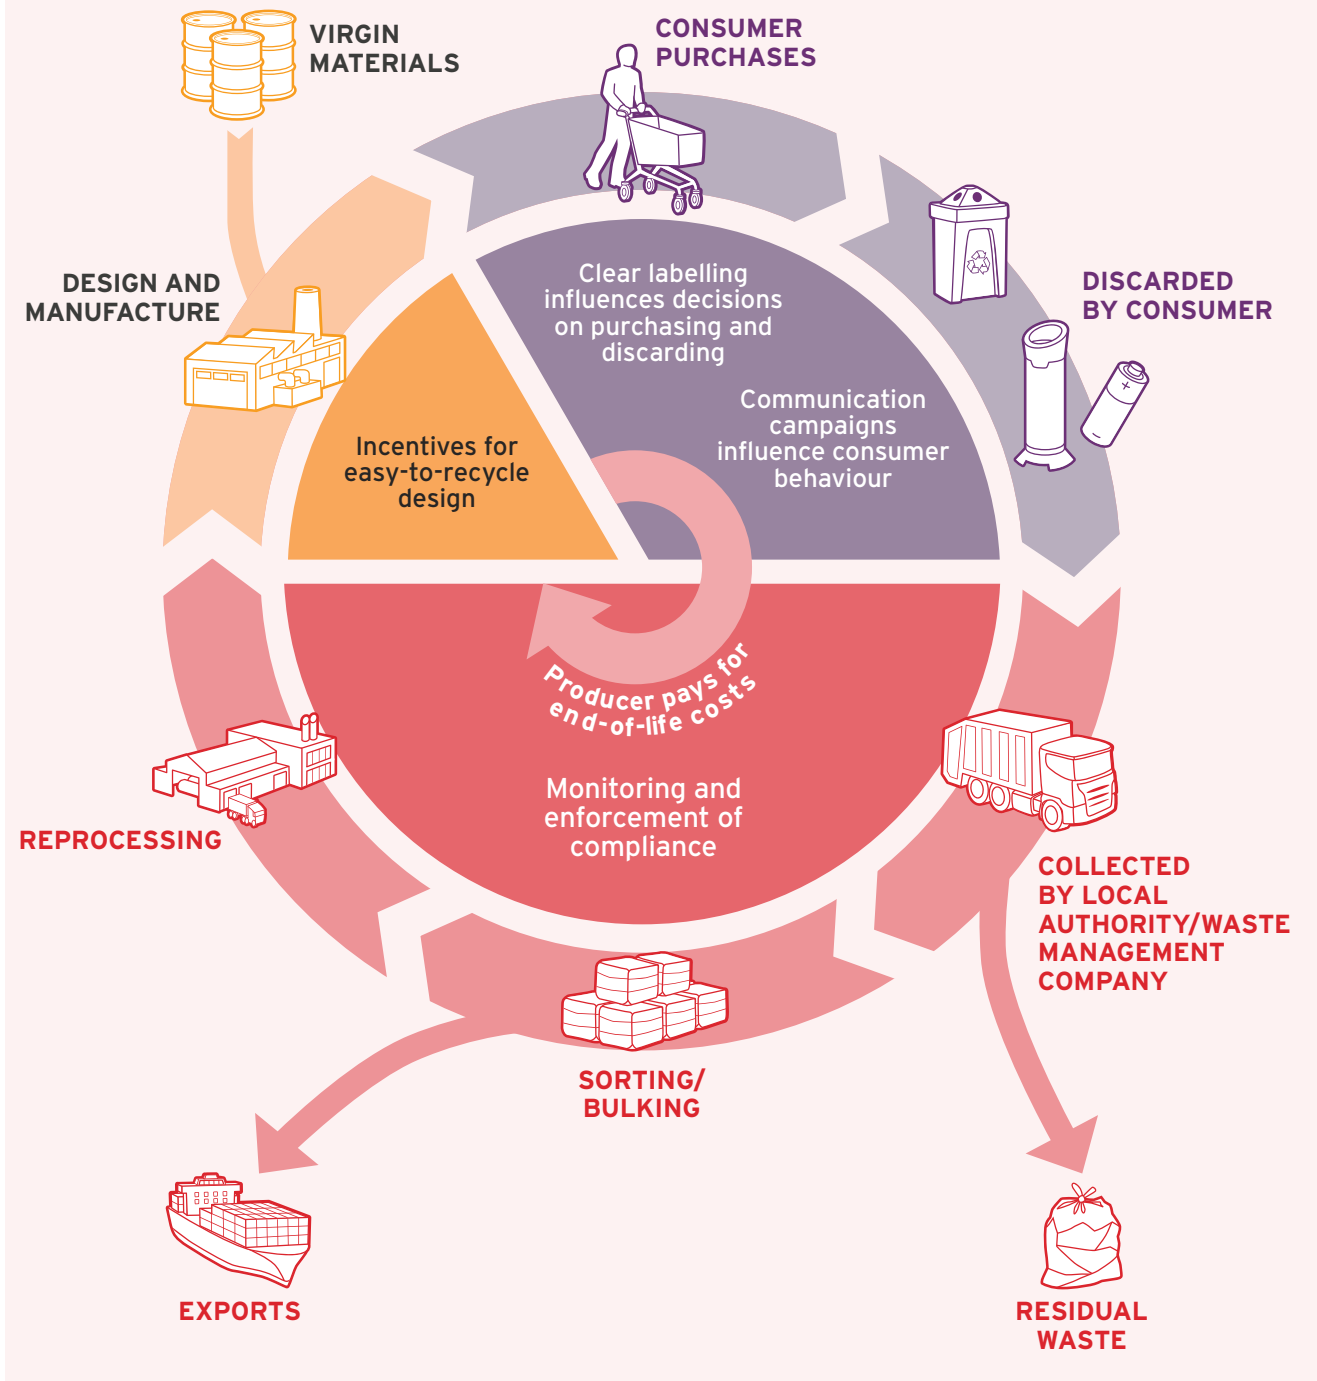 VIRGIN
MATERIALS
CONSUMER
PURCHASES
DESIGN AND
MANUFACTURE
DISCARDED
BY CONSUMER
Clear labelling
influences decisions
on purchasing and
discarding
Communication
campaigns
influence consumer
behaviour
Incentives for
easy-to-recycle
design
Producer pays for
end-of-life costs
Monitoring and
enforcement of
compliance
REPROCESSING
COLLECTED
BY LOCAL
AUTHORITY/WASTE
MANAGEMENT
COMPANY
SORTING/
BULKING
EXPORTS
RESIDUAL
WASTE